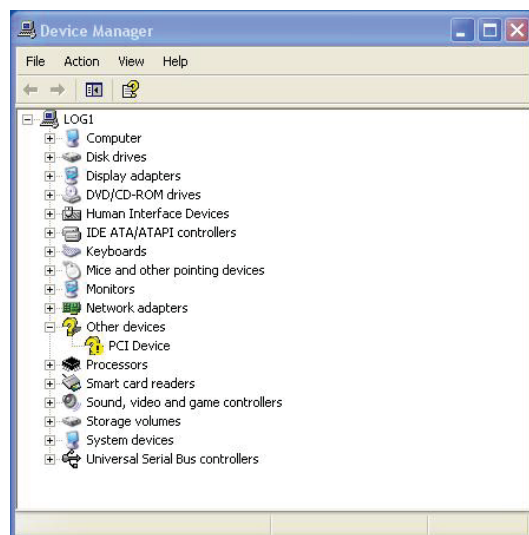 Device Manager
File Action View Help
LOG1
Computer
Disk drives
Display adapters
DVD/CD-ROM drives
Human Interface Devices
IDE ATA/ATAPI controllers
Keyboards
Mice and other pointing devices
Monitors
Network adapters
Other devices
PCI Device
Processors
Smart card readers
Sound, video and game controllers
Storage volumes
System devices
Universal Serial Bus controllers